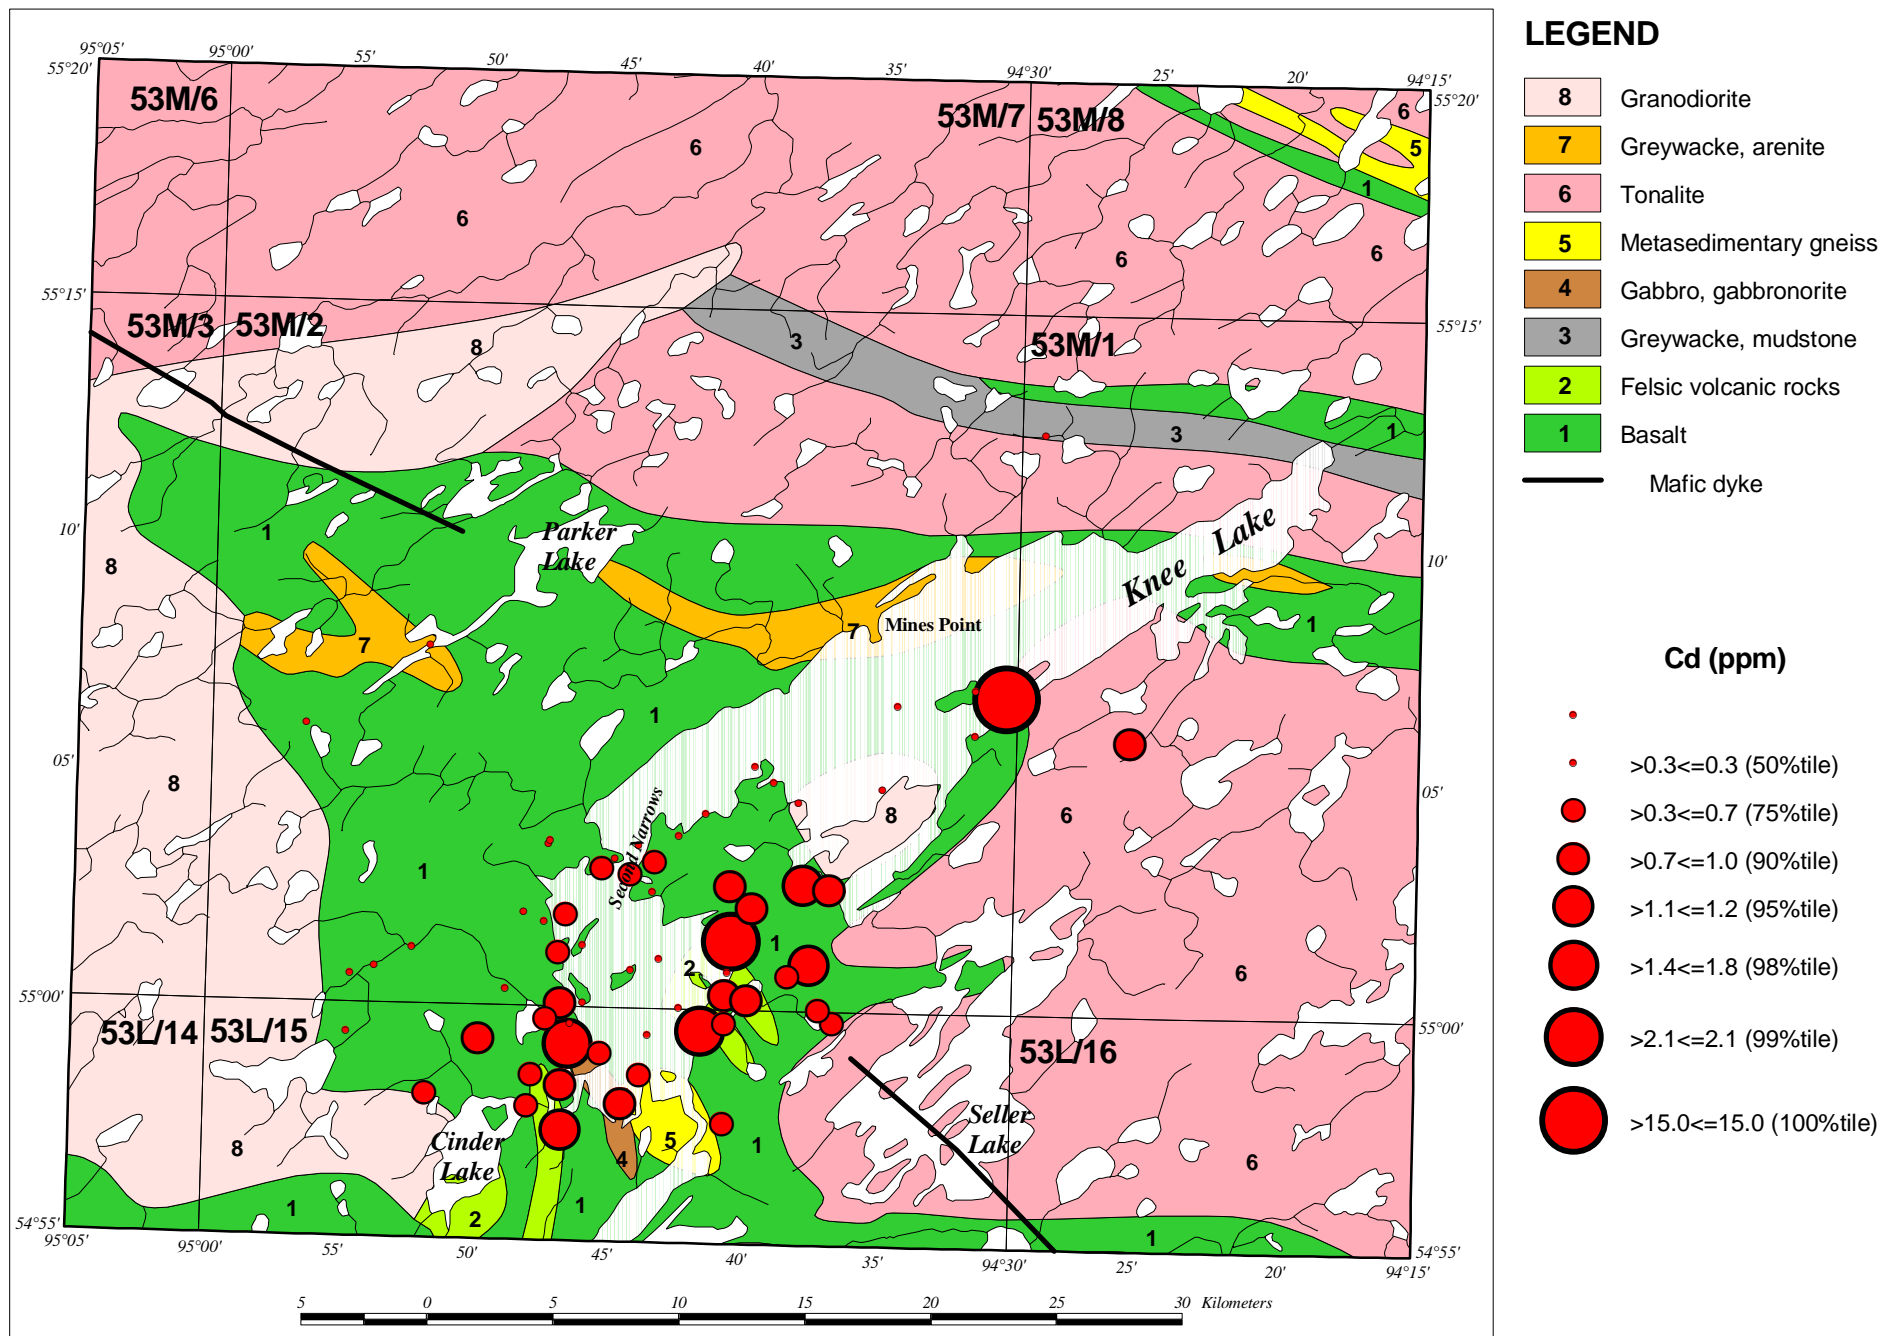 95°05'
95°00'
55'
50'
45'
40'
35'
94°30'
25'
20'
94°15'
55°20'
55°20'
53M/6
53M/7
53M/8
6
6
5
1
6
6
6
6
55°15'
55°15'
53M/3
53M/2
53M/1
8
3
3
1
10'
10'
1
Parker
Lake
Knee Lake
8
7
7
Mines Point
1
1
05'
05'
8
8
6
1
Second Narrows
1
2
6
55°00'
55°00'
53L/14
53L/15
53L/16
Cinder
Lake
Seller
Lake
8
5
4
1
6
1
2
1
1
54°55'
54°55'
95°05'
95°00'
55'
50'
45'
40'
35'
94°30'
25'
20'
94°15'
5
0
5
10
15
20
25
30
Kilometers
LEGEND
8 Granodiorite
7 Greywacke, arenite
6 Tonalite
5 Metasedimentary gneiss
4 Gabbro, gabbronorite
3 Greywacke, mudstone
2 Felsic volcanic rocks
1 Basalt
Mafic dyke
Cd (ppm)
>0.3<=0.3 (50%tile)
>0.3<=0.7 (75%tile)
>0.7<=1.0 (90%tile)
>1.1<=1.2 (95%tile)
>1.4<=1.8 (98%tile)
>2.1<=2.1 (99%tile)
>15.0<=15.0 (100%tile)